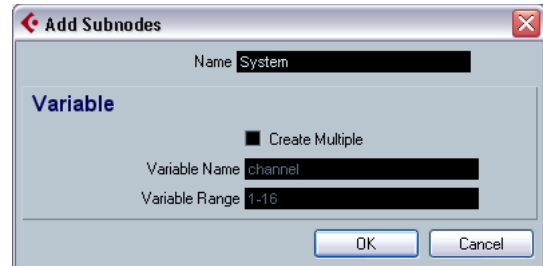 Add Subnodes
Name System
Variable
Create Multiple
Variable Name channel
Variable Range 1-16
OK Cancel